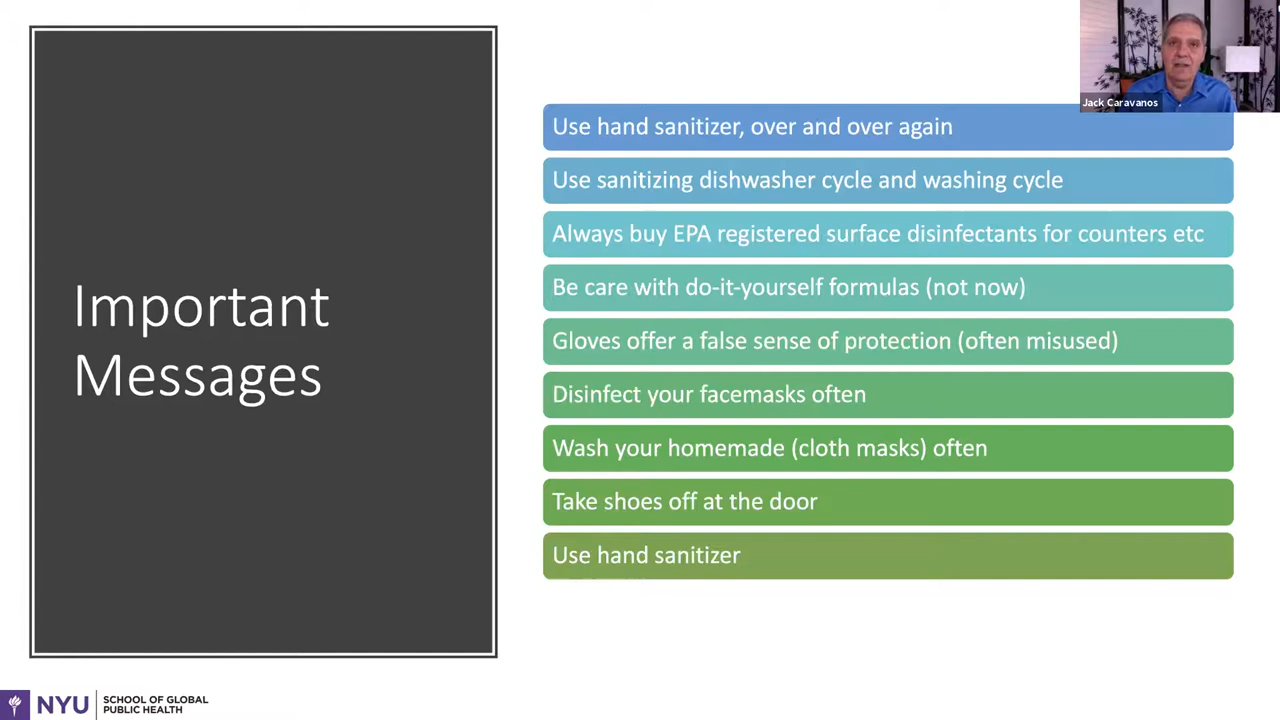 Important
Messages
Jack Caravanos
Use hand sanitizer, over and over again
Use sanitizing dishwasher cycle and washing cycle
Always buy EPA registered surface disinfectants for counters etc
Be care with do-it-yourself formulas (not now)
Gloves offer a false sense of protection (often misused)
Disinfect your facemasks often
Wash your homemade (cloth masks) often
Take shoes off at the door
Use hand sanitizer
NYU
SCHOOL OF GLOBAL
PUBLIC HEALTH